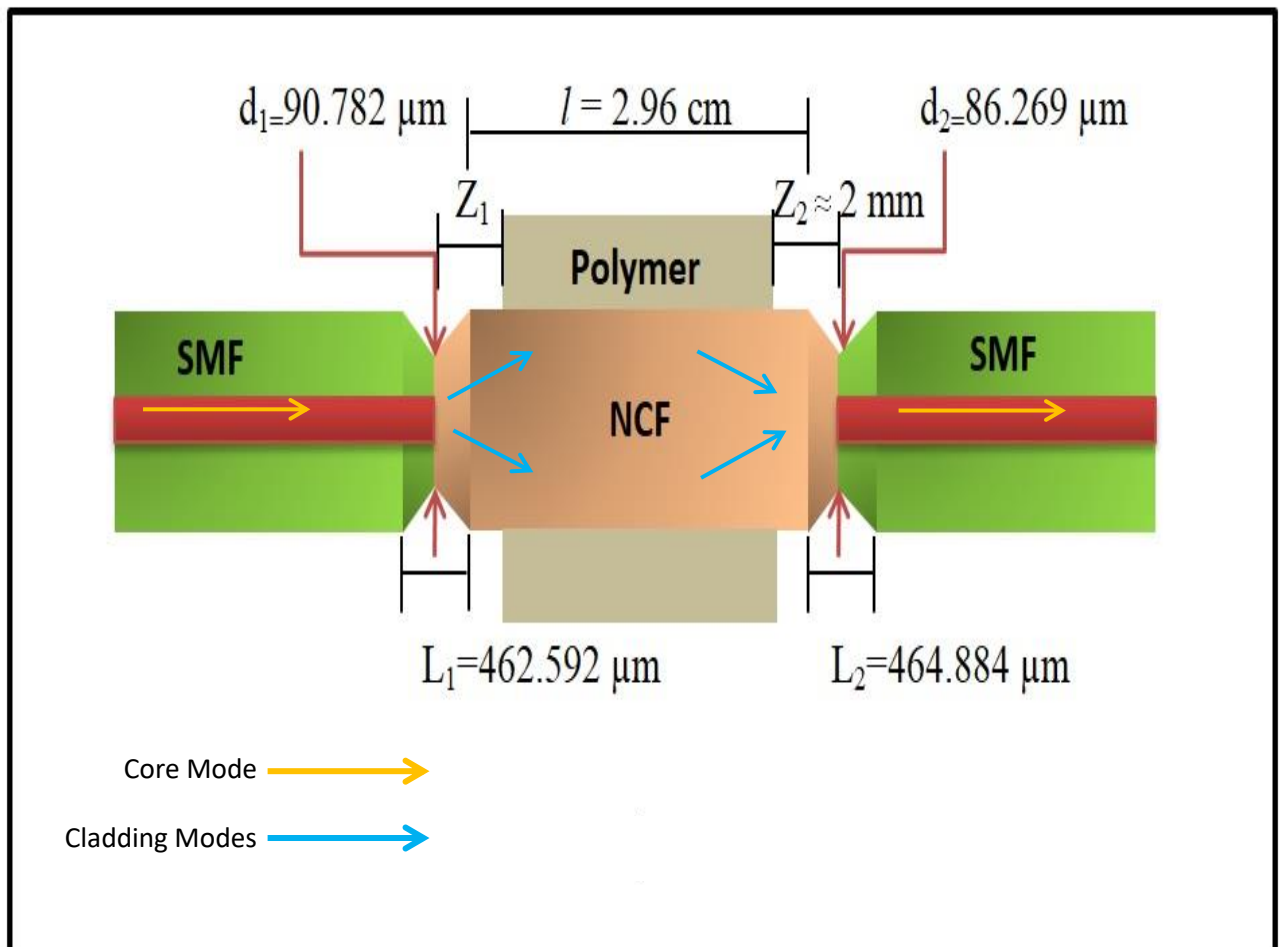 d₁=90.782 µm
l = 2.96 cm
d₂=86.269 µm
Z₁
Z₂ ≈ 2 mm
Polymer
SMF
SMF
NCF
L₁=462.592 µm
L₂=464.884 µm
Core Mode
Cladding Modes